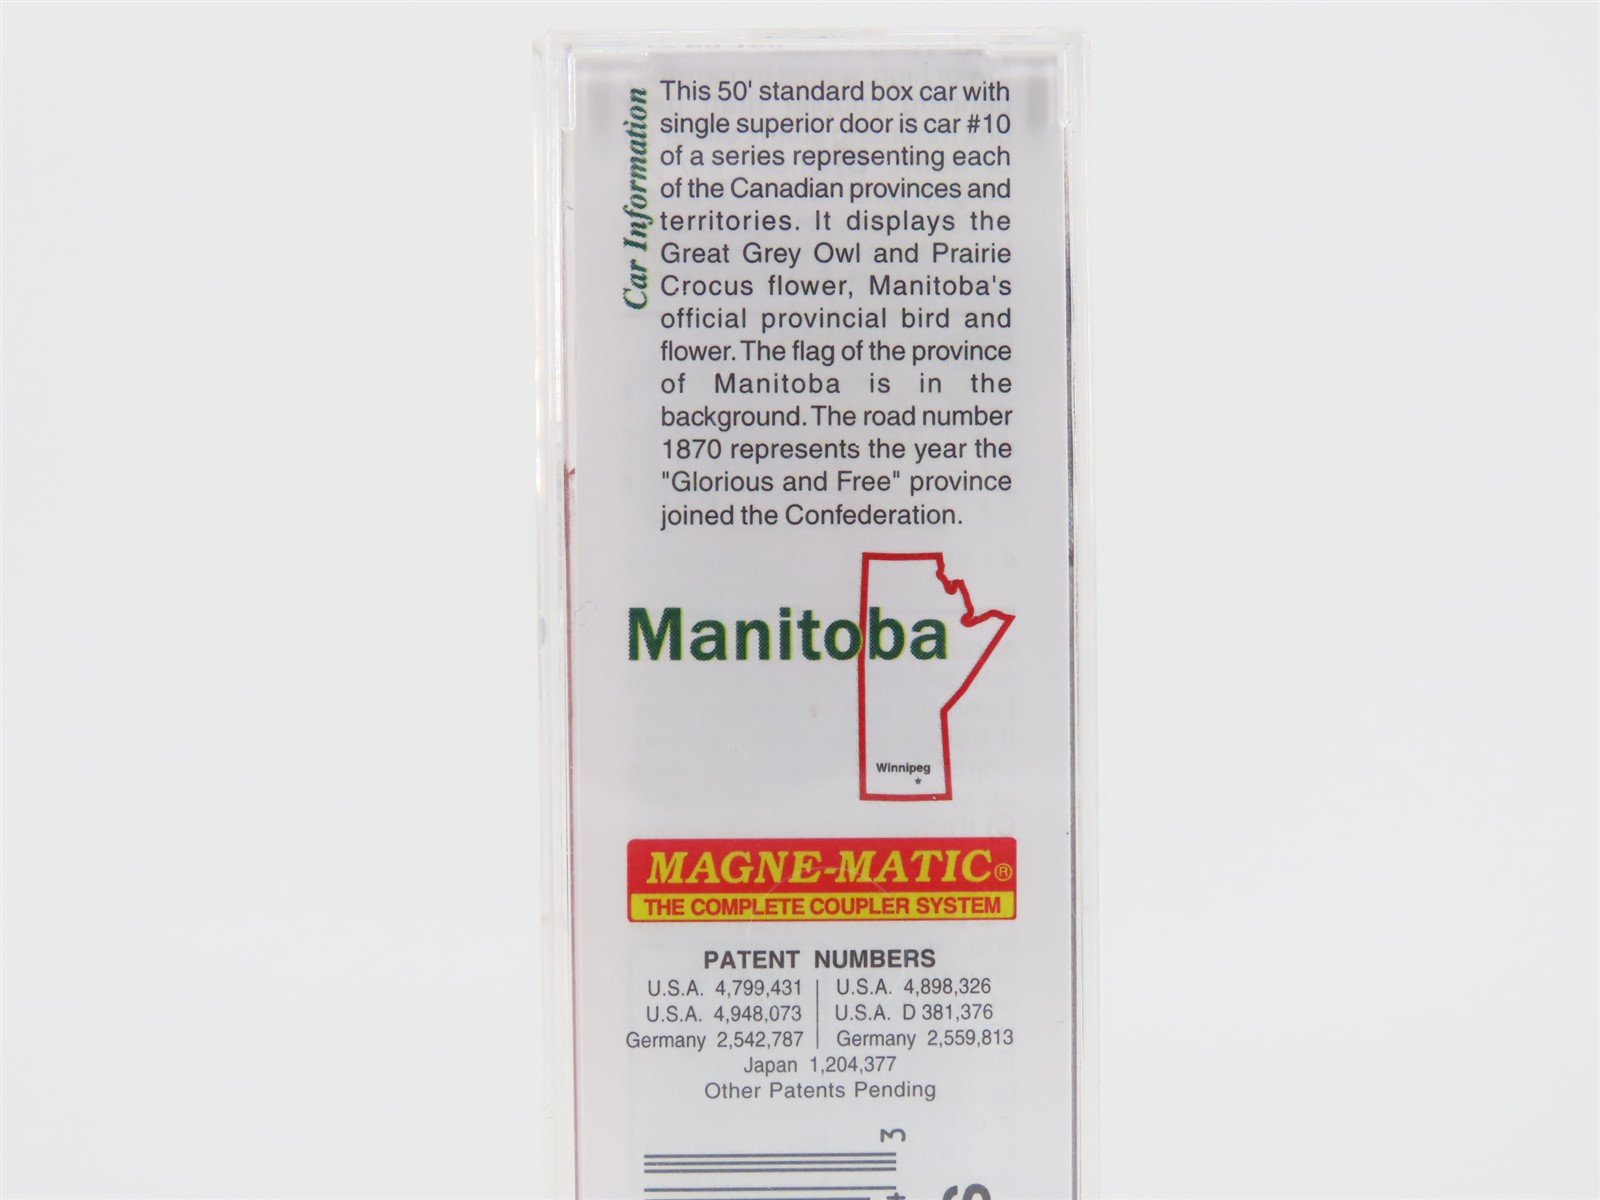 Car Information
This 50' standard box car with
single superior door is car #10
of a series representing each
of the Canadian provinces and
territories. It displays the
Great Grey Owl and Prairie
Crocus flower, Manitoba's
official provincial bird and
flower. The flag of the province
of Manitoba is in the
background. The road number
1870 represents the year the
"Glorious and Free" province
joined the Confederation.
Manitoba
Winnipeg
MAGNE-MATIC®
THE COMPLETE COUPLER SYSTEM
PATENT NUMBERS
U.S.A. 4,799,431 | U.S.A. 4,898,326
U.S.A. 4,948,073 | U.S.A. D 381,376
Germany 2,542,787 | Germany 2,559,813
Japan 1,204,377
Other Patents Pending
3